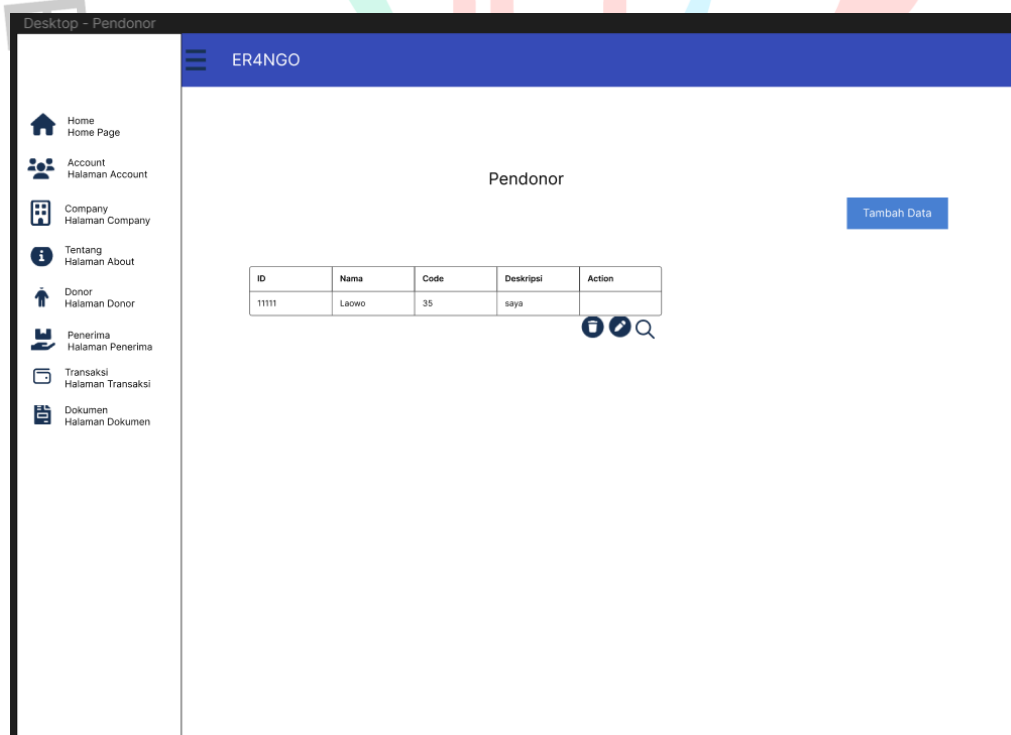 Desktop - Pendonor
ER4NGO
Home
Home Page
Account
Halaman Account
Company
Halaman Company
Tentang
Halaman About
Donor
Halaman Donor
Penerima
Halaman Penerima
Transaksi
Halaman Transaksi
Dokumen
Halaman Dokumen
Pendonor
Tambah Data
ID Nama Code Deskripsi Action
11111 Laowo 35 saya